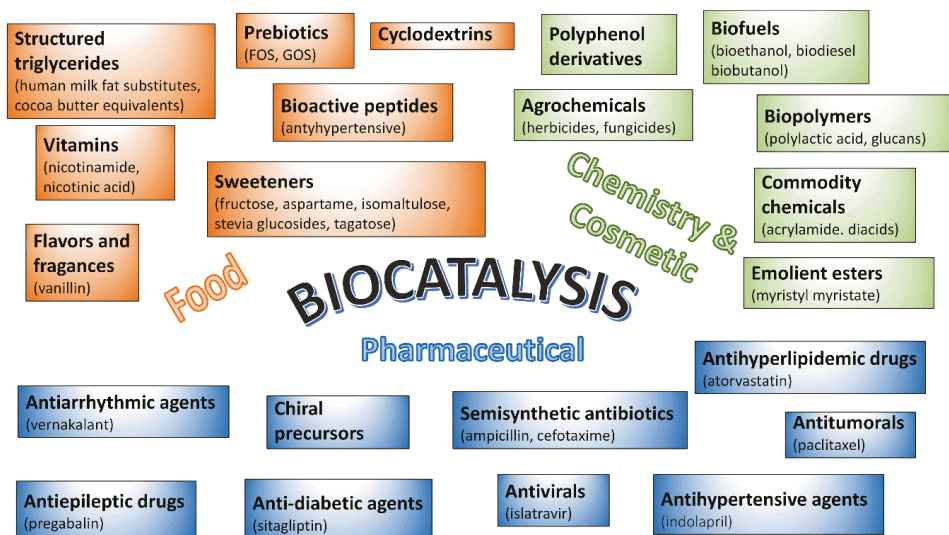 Structured
triglycerides
(human milk fat substitutes,
cocoa butter equivalents)
Prebiotics
(FOS, GOS)
Cyclodextrins
Polyphenol
derivatives
Biofuels
(bioethanol, biodiesel
biobutanol)
Bioactive peptides
(antyhypertensive)
Agrochemicals
(herbicides, fungicides)
Biopolymers
(polylactic acid, glucans)
Vitamins
(nicotinamide,
nicotinic acid)
Sweeteners
(fructose, aspartame, isomaltulose,
stevia glucosides, tagatose)
Chemistry &
Cosmetic
Commodity
chemicals
(acrylamide. diacids)
Flavors and
fragances
(vanillin)
Food
BIOCATALYSIS
Emolient esters
(myristyl myristate)
Pharmaceutical
Antihyperlipidemic drugs
(atorvastatin)
Antiarrhythmic agents
(vernakalant)
Chiral
precursors
Semisynthetic antibiotics
(ampicillin, cefotaxime)
Antitumorals
(paclitaxel)
Antiepileptic drugs
(pregabalin)
Anti-diabetic agents
(sitagliptin)
Antivirals
(islatravir)
Antihypertensive agents
(indolapril)